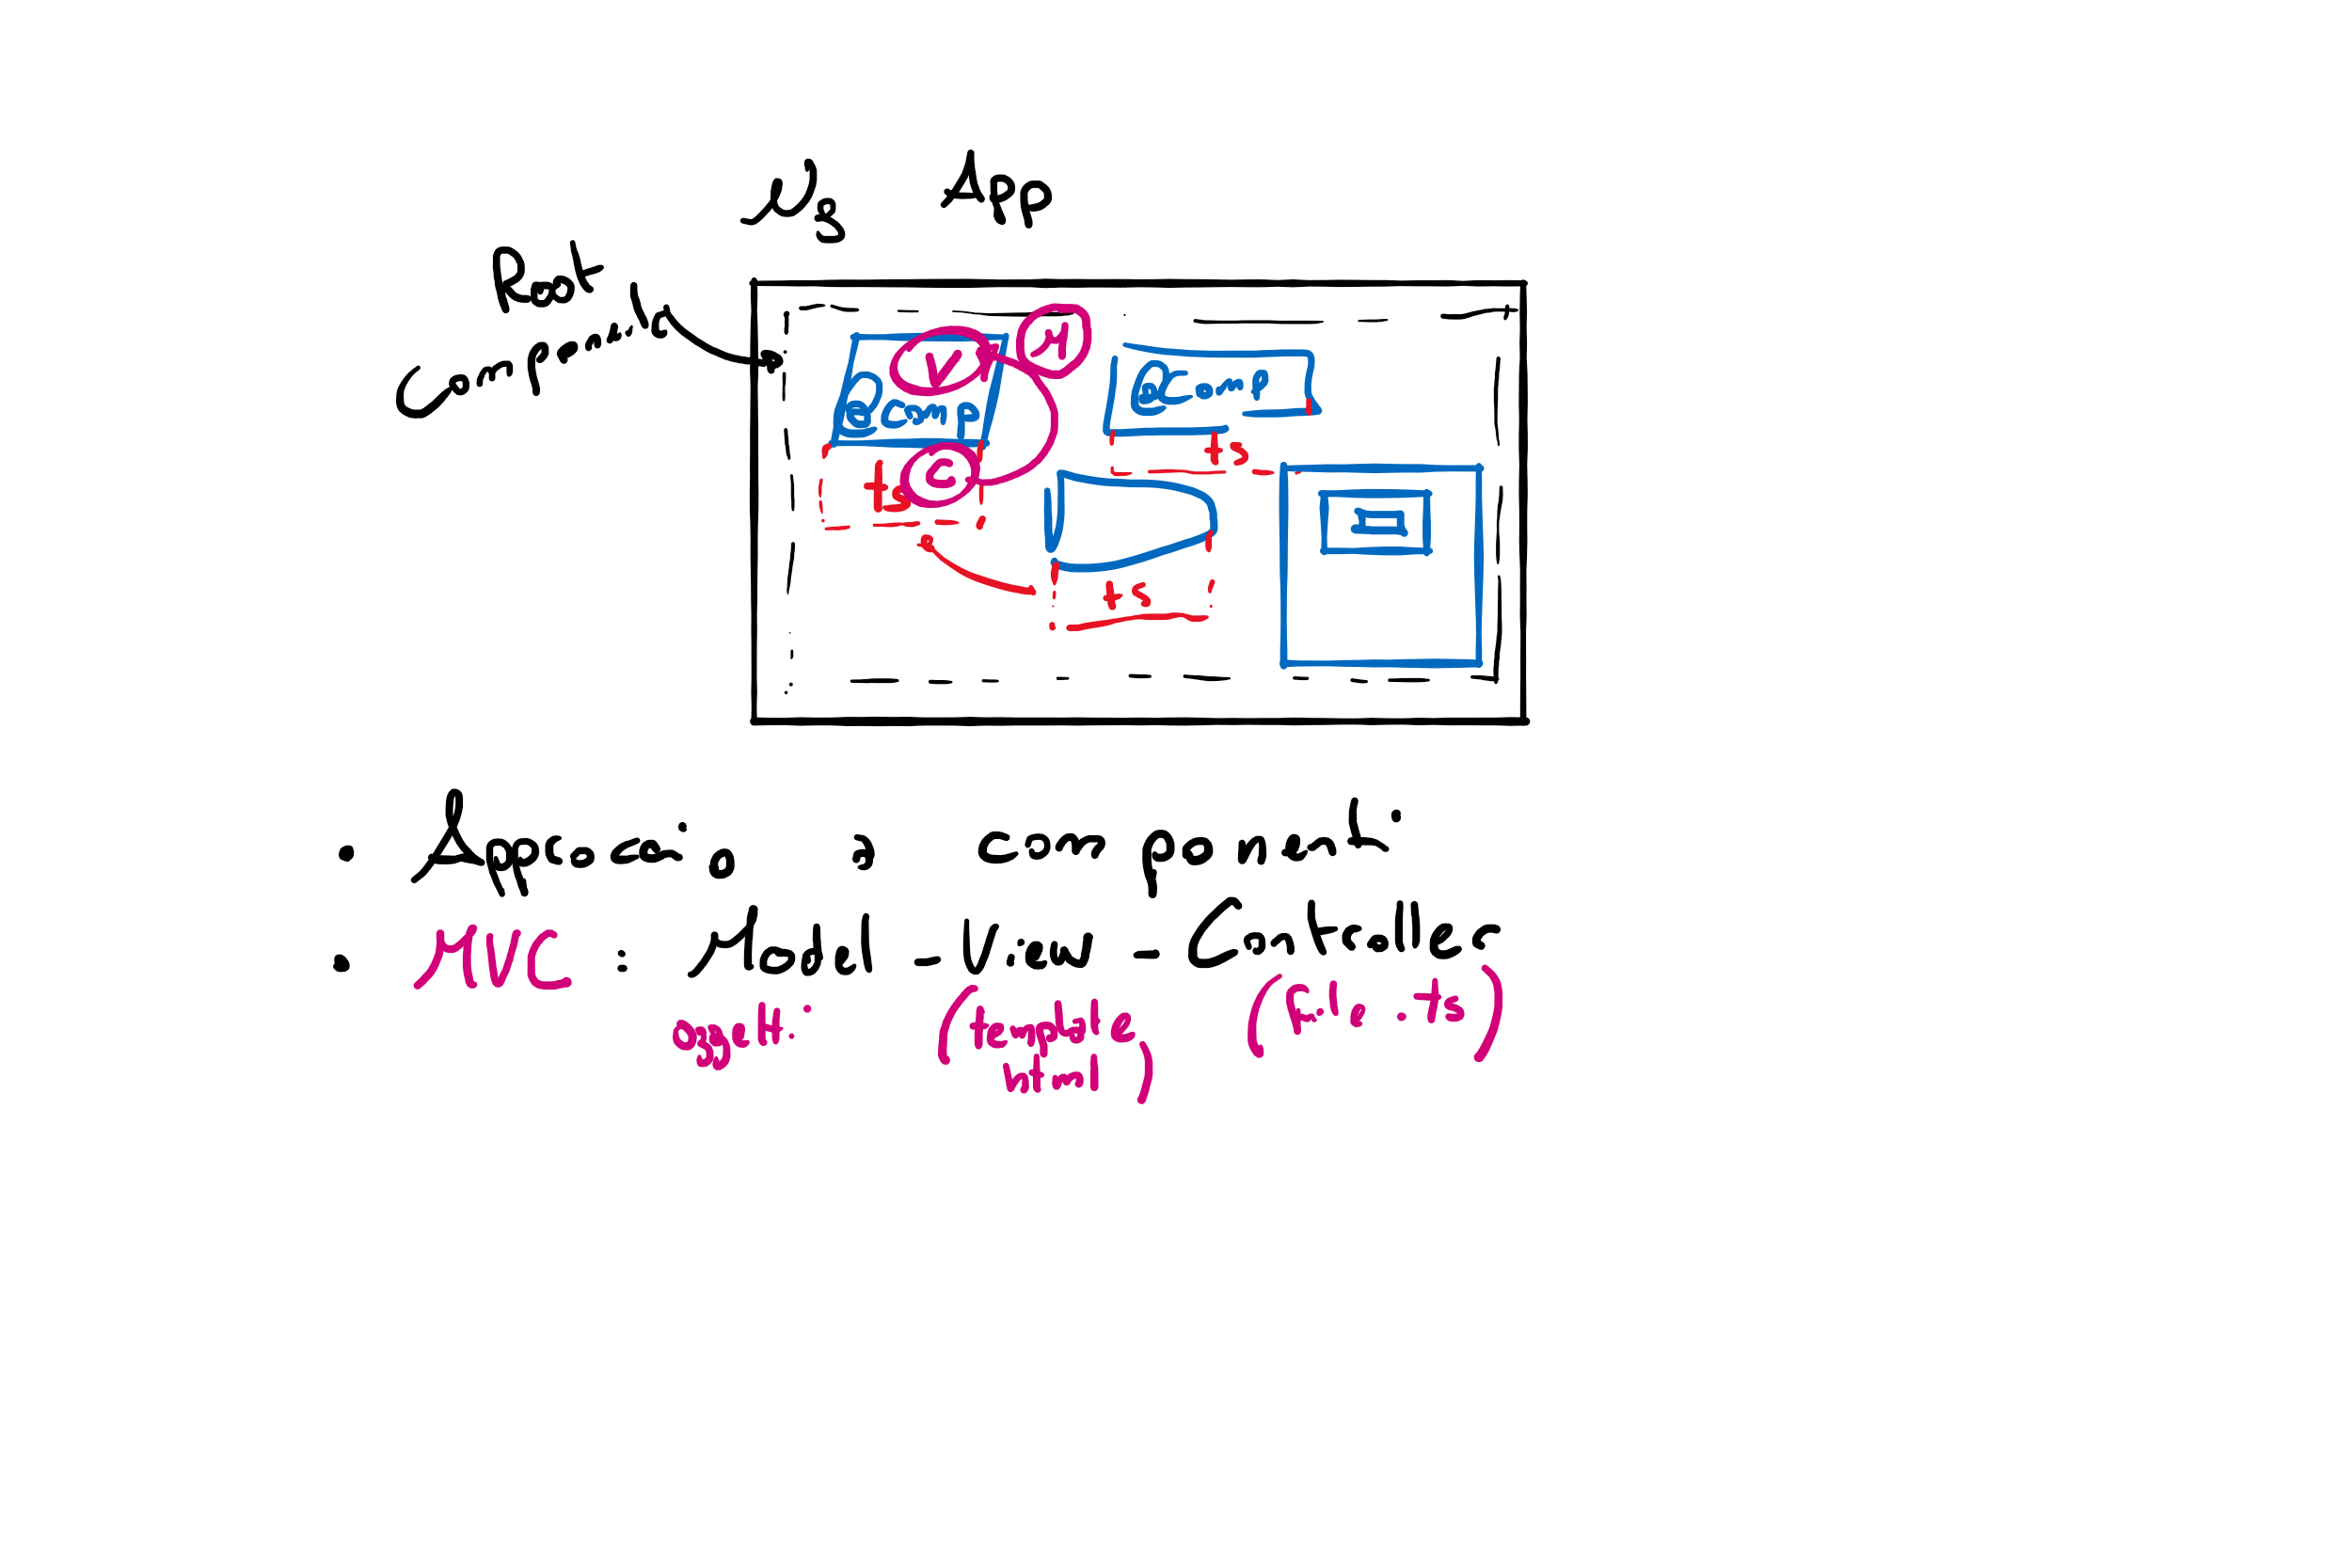 Ng App
Root
Component
V
M
@Comp
@Comp
C
ts
ts
ts
• Approccio a componenti
• MVC : Model - View - Controller
oggetti (template (file .ts)
html)